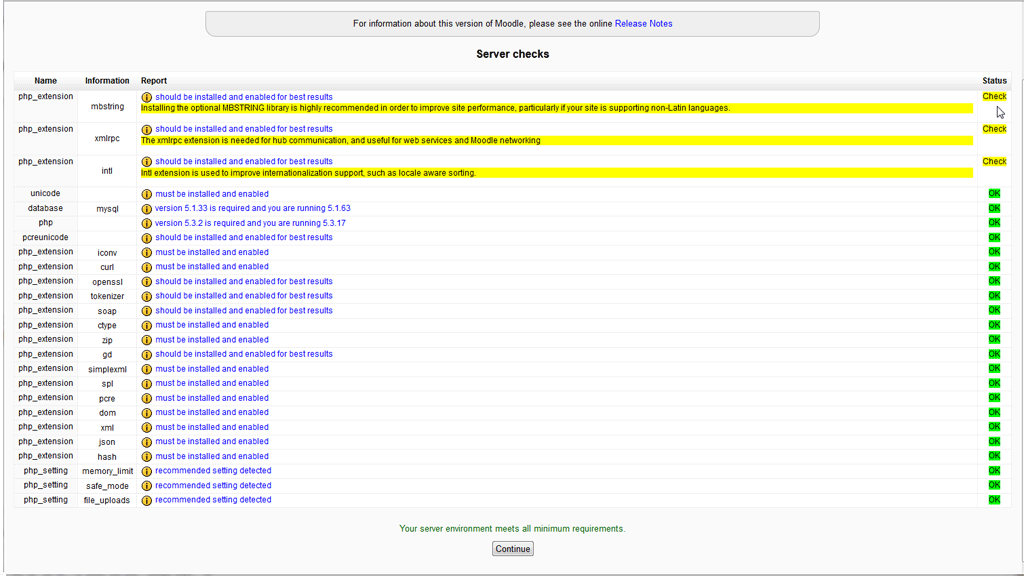 For information about this version of Moodle, please see the online Release Notes
Server checks
Name Information Report Status
php_extension mbstring should be installed and enabled for best results Check
Installing the optional MBSTRING library is highly recommended in order to improve site performance, particularly if your site is supporting non-Latin languages.
php_extension xmlrpc should be installed and enabled for best results Check
The xmlrpc extension is needed for hub communication, and useful for web services and Moodle networking
php_extension intl should be installed and enabled for best results Check
Intl extension is used to improve internationalization support, such as locale aware sorting.
unicode must be installed and enabled OK
database mysql version 5.1.33 is required and you are running 5.1.63 OK
php version 5.3.2 is required and you are running 5.3.17 OK
pcreunicode should be installed and enabled for best results OK
php_extension iconv must be installed and enabled OK
php_extension curl must be installed and enabled OK
php_extension openssl should be installed and enabled for best results OK
php_extension tokenizer should be installed and enabled for best results OK
php_extension soap should be installed and enabled for best results OK
php_extension ctype must be installed and enabled OK
php_extension zip must be installed and enabled OK
php_extension gd should be installed and enabled for best results OK
php_extension simplexml must be installed and enabled OK
php_extension spl must be installed and enabled OK
php_extension pcre must be installed and enabled OK
php_extension dom must be installed and enabled OK
php_extension xml must be installed and enabled OK
php_extension json must be installed and enabled OK
php_extension hash must be installed and enabled OK
php_setting memory_limit recommended setting detected OK
php_setting safe_mode recommended setting detected OK
php_setting file_uploads recommended setting detected OK
Your server environment meets all minimum requirements.
Continue